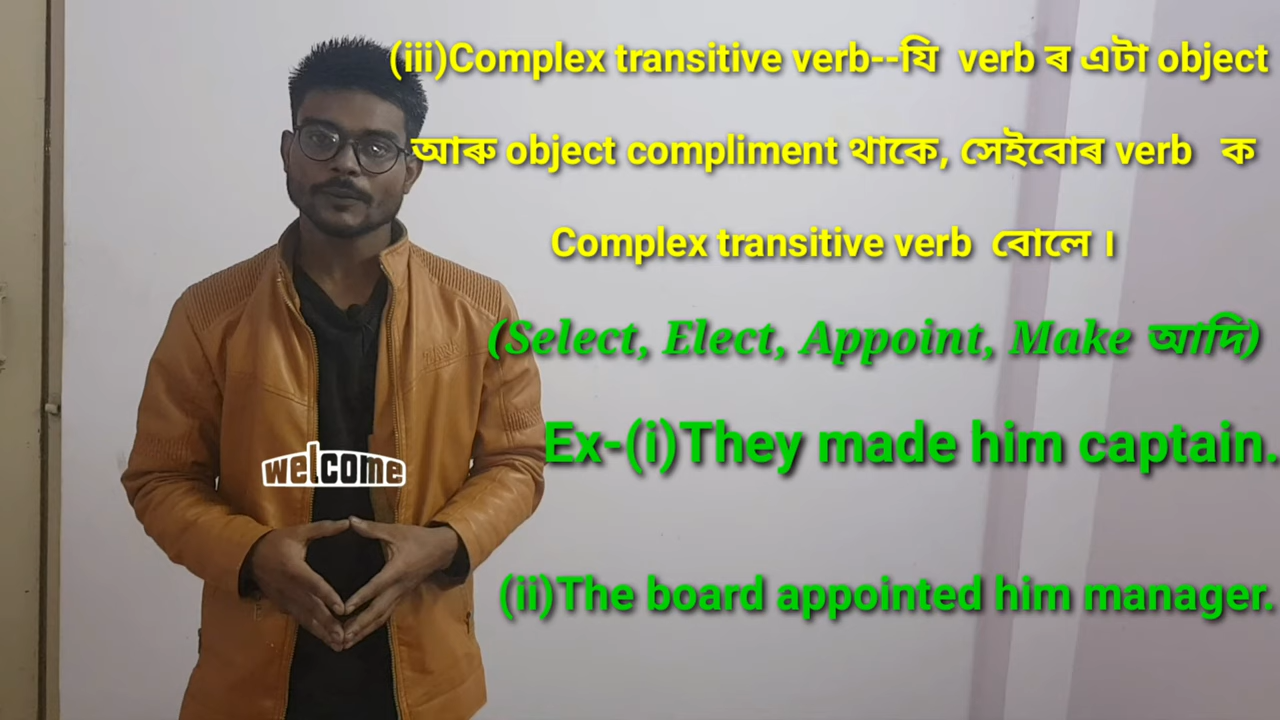 (iii)Complex transitive verb--যি verb ৰ এটা object
আৰু object compliment থাকে, সেইবোৰ verb ক
Complex transitive verb বোলে ।
(Select, Elect, Appoint, Make আদি)
Ex-(i)They made him captain.
welcome
(ii)The board appointed him manager.